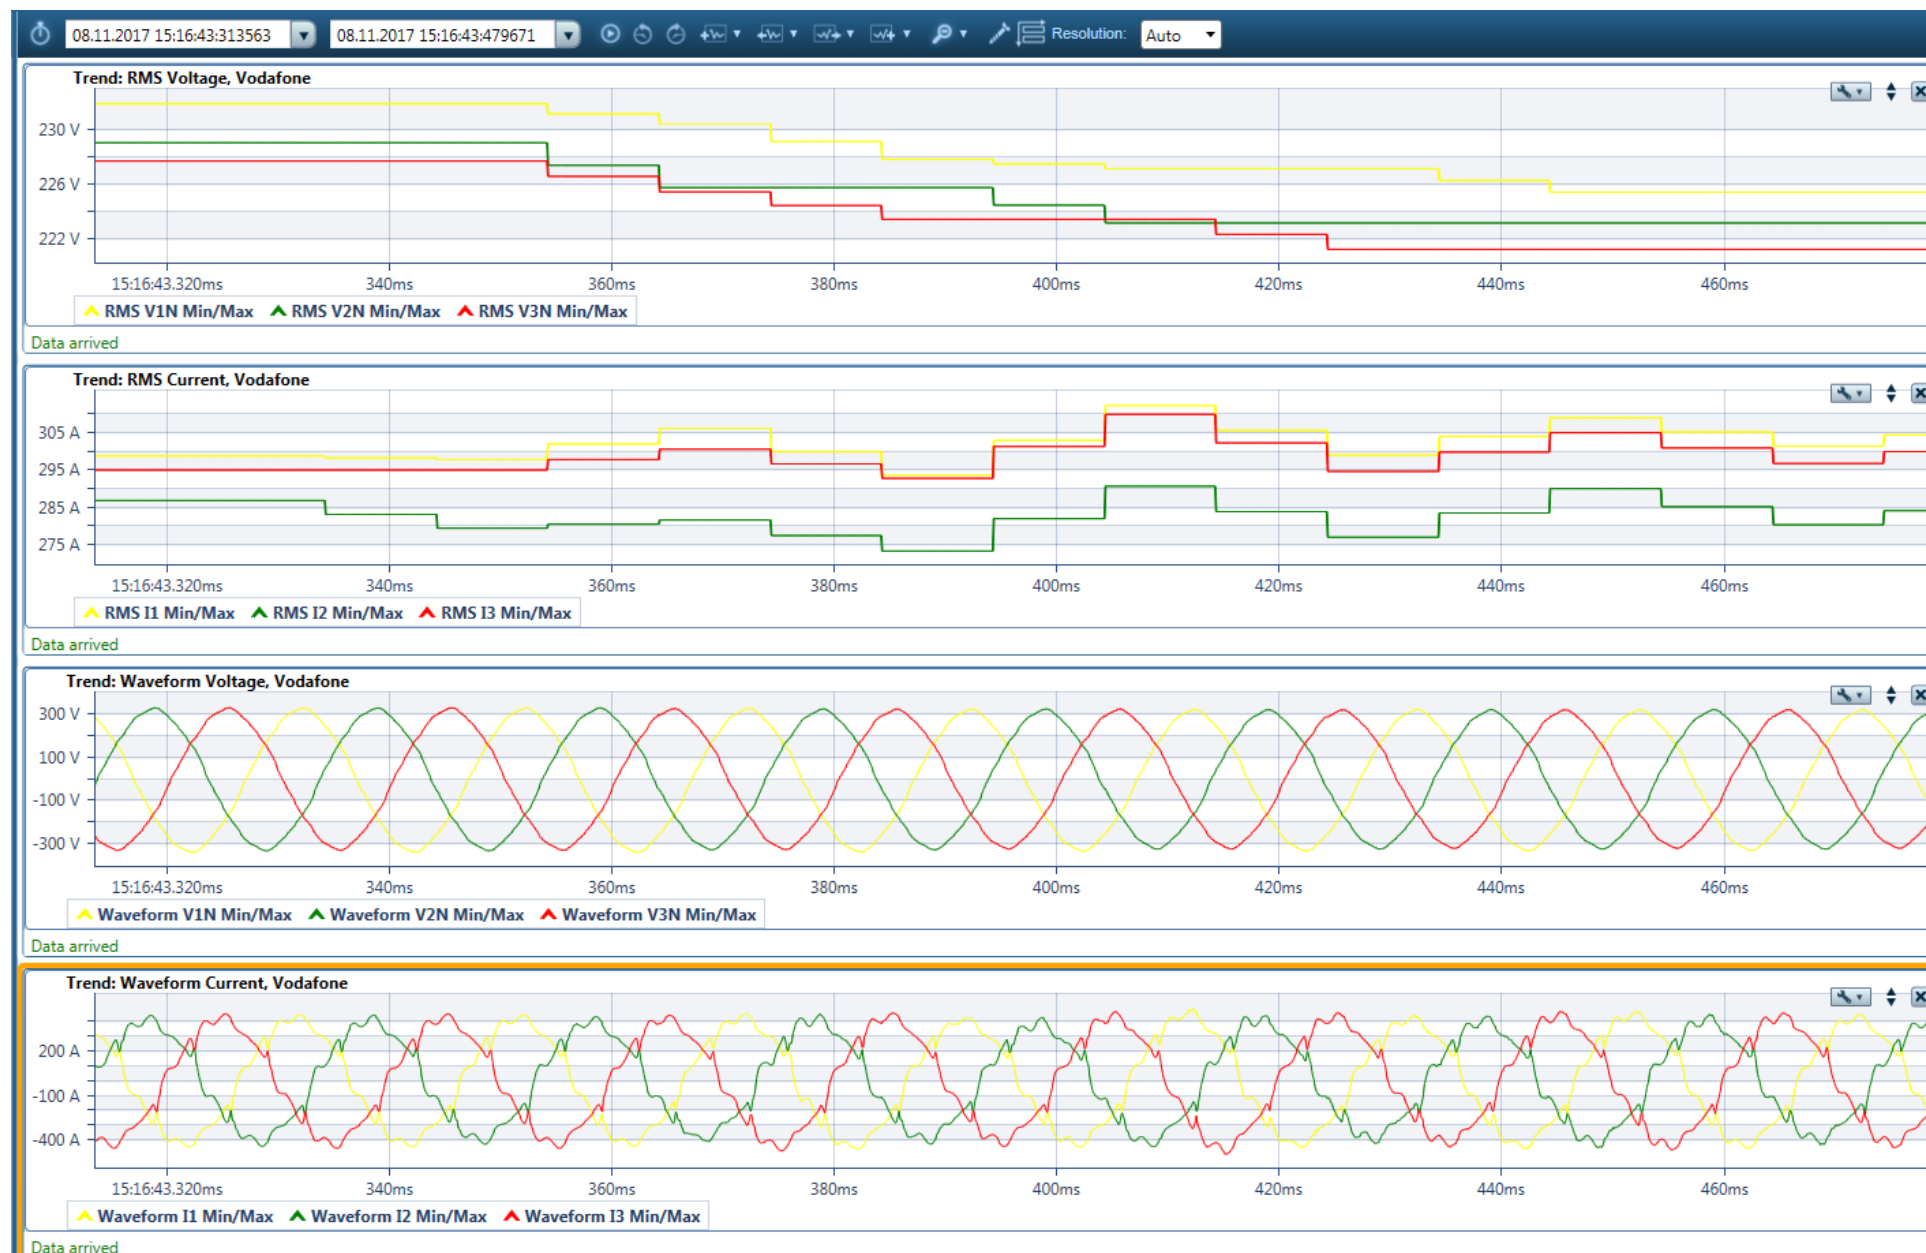 08.11.2017 15:16:43:313563 08.11.2017 15:16:43:479671 Resolution: Auto
Trend: RMS Voltage, Vodafone
230 V
226 V
222 V
15:16:43.320ms 340ms 360ms 380ms 400ms 420ms 440ms 460ms
RMS V1N Min/Max RMS V2N Min/Max RMS V3N Min/Max
Data arrived
Trend: RMS Current, Vodafone
305 A
295 A
285 A
275 A
15:16:43.320ms 340ms 360ms 380ms 400ms 420ms 440ms 460ms
RMS I1 Min/Max RMS I2 Min/Max RMS I3 Min/Max
Data arrived
Trend: Waveform Voltage, Vodafone
300 V
100 V
-100 V
-300 V
15:16:43.320ms 340ms 360ms 380ms 400ms 420ms 440ms 460ms
Waveform V1N Min/Max Waveform V2N Min/Max Waveform V3N Min/Max
Data arrived
Trend: Waveform Current, Vodafone
200 A
-100 A
-400 A
15:16:43.320ms 340ms 360ms 380ms 400ms 420ms 440ms 460ms
Waveform I1 Min/Max Waveform I2 Min/Max Waveform I3 Min/Max
Data arrived